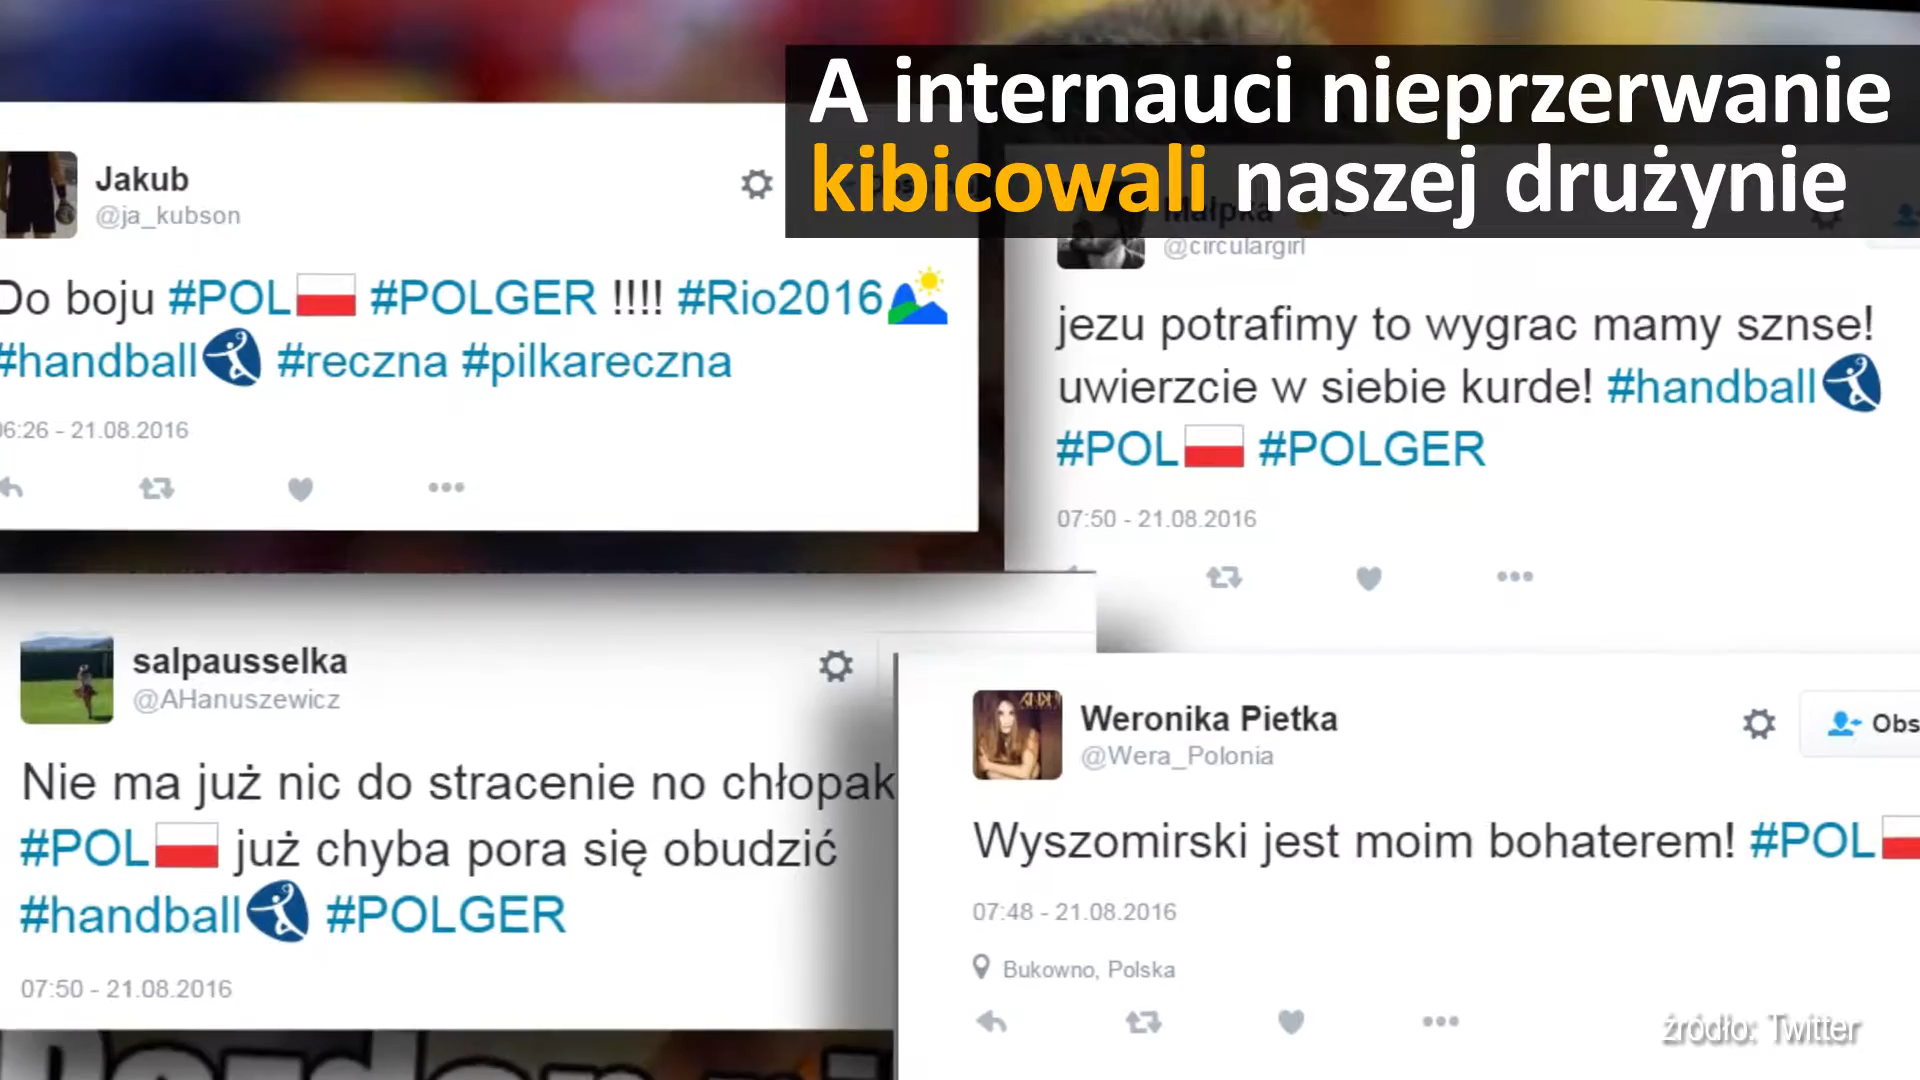 A internauci nieprzerwanie
kibicowali naszej drużynie
Jakub
@ja_kubson
Do boju #POL #POLGER !!!! #Rio2016
#handball #reczna #pilkareczna
06:26 - 21.08.2016
Małpka
@circulargirl
jezu potrafimy to wygrac mamy sznse!
uwierzcie w siebie kurde! #handball
#POL #POLGER
07:50 - 21.08.2016
salpausselka
@AHanuszewicz
Nie ma już nic do stracenie no chłopak
#POL już chyba pora się obudzić
#handball #POLGER
07:50 - 21.08.2016
Weronika Pietka
@Wera_Polonia
Obs
Wyszomirski jest moim bohaterem! #POL
07:48 - 21.08.2016
Bukowno, Polska
źródło: Twitter